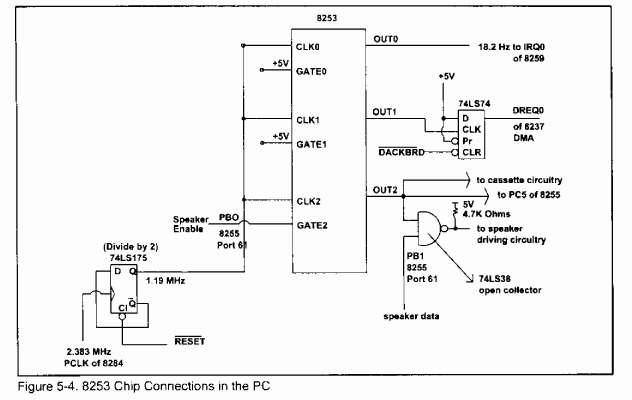 8253
CLK0
OUT0
18.2 Hz to IRQ0
of 8259
+5V
GATE0
+5V
74LS74
CLK1
OUT1
D
DREQ0
CLK
of 8237
DMA
+5V
GATE1
Pr
DACKBRD
CLR
to cassette circuitry
CLK2
OUT2
to PC5 of 8255
5V
4.7K Ohms
Speaker
Enable
PBO
GATE2
to speaker
driving circuitry
8255
Port 61
(Divide by 2)
74LS175
PB1
8255
Port 61
D Q
1.19 MHz
74LS38
open collector
Q
Cl
speaker data
RESET
2.383 MHz
PCLK of 8284
Figure 5-4. 8253 Chip Connections in the PC